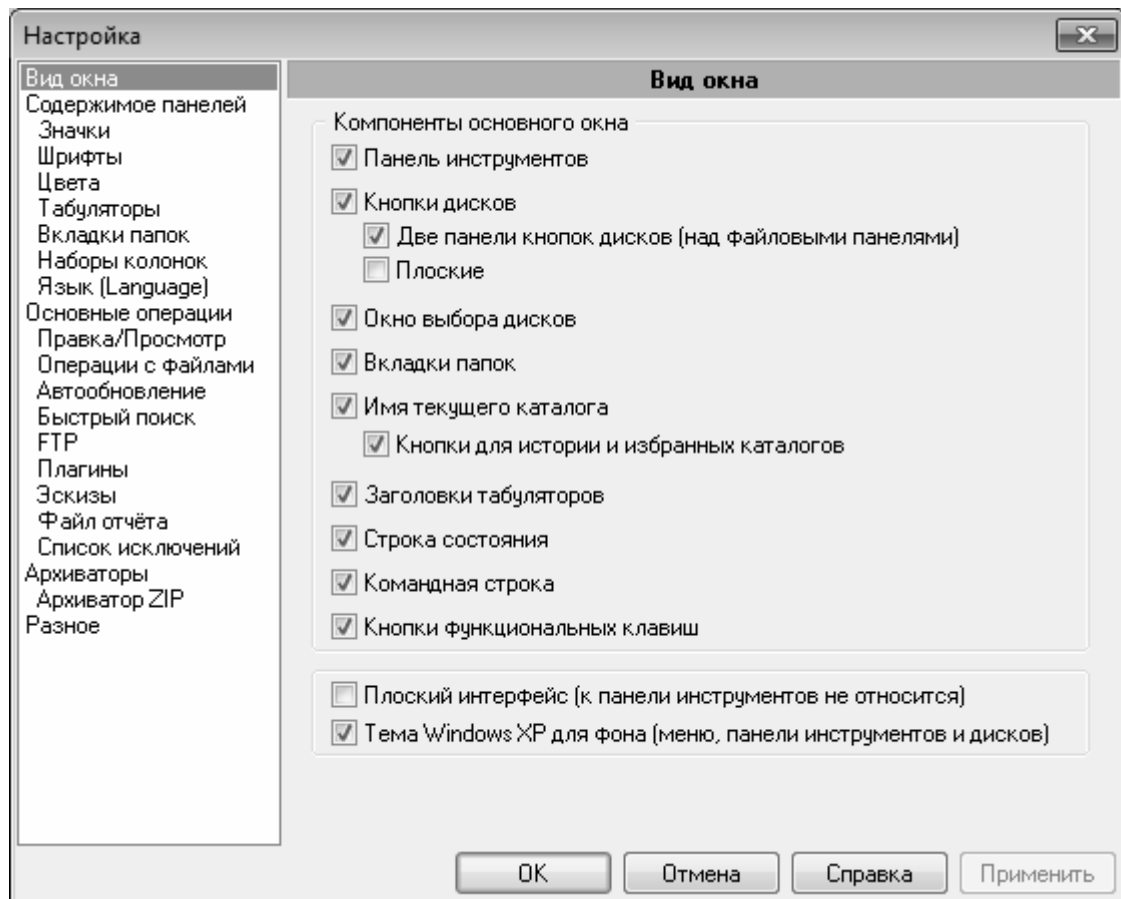 Настройка
Вид окна
Содержимое панелей
Значки
Шрифты
Цвета
Табуляторы
Вкладки папок
Наборы колонок
Язык (Language)
Основные операции
Правка/Просмотр
Операции с файлами
Автообновление
Быстрый поиск
FTP
Плагины
Эскизы
Файл отчёта
Список исключений
Архиваторы
Архиватор ZIP
Разное
Вид окна
Компоненты основного окна
Панель инструментов
Кнопки дисков
Две панели кнопок дисков (над файловыми панелями)
Плоские
Окно выбора дисков
Вкладки папок
Имя текущего каталога
Кнопки для истории и избранных каталогов
Заголовки табуляторов
Строка состояния
Командная строка
Кнопки функциональных клавиш
Плоский интерфейс (к панели инструментов не относится)
Тема Windows XP для фона (меню, панели инструментов и дисков)
OK
Отмена
Справка
Применить